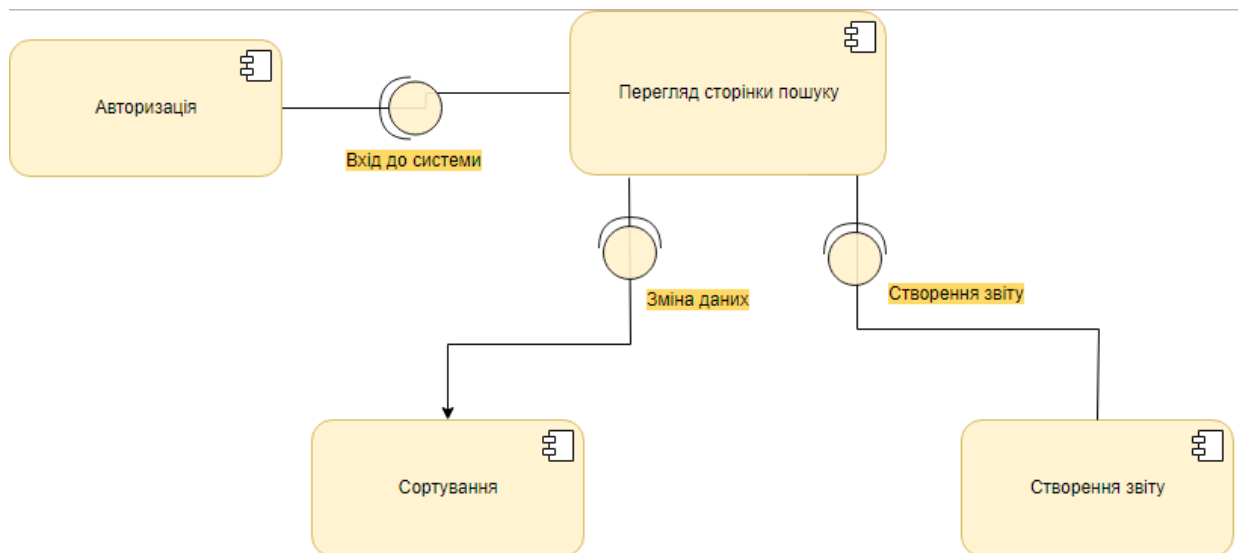 Авторизація
Перегляд сторінки пошуку
Вхід до системи
Зміна даних
Створення звіту
Сортування
Створення звіту